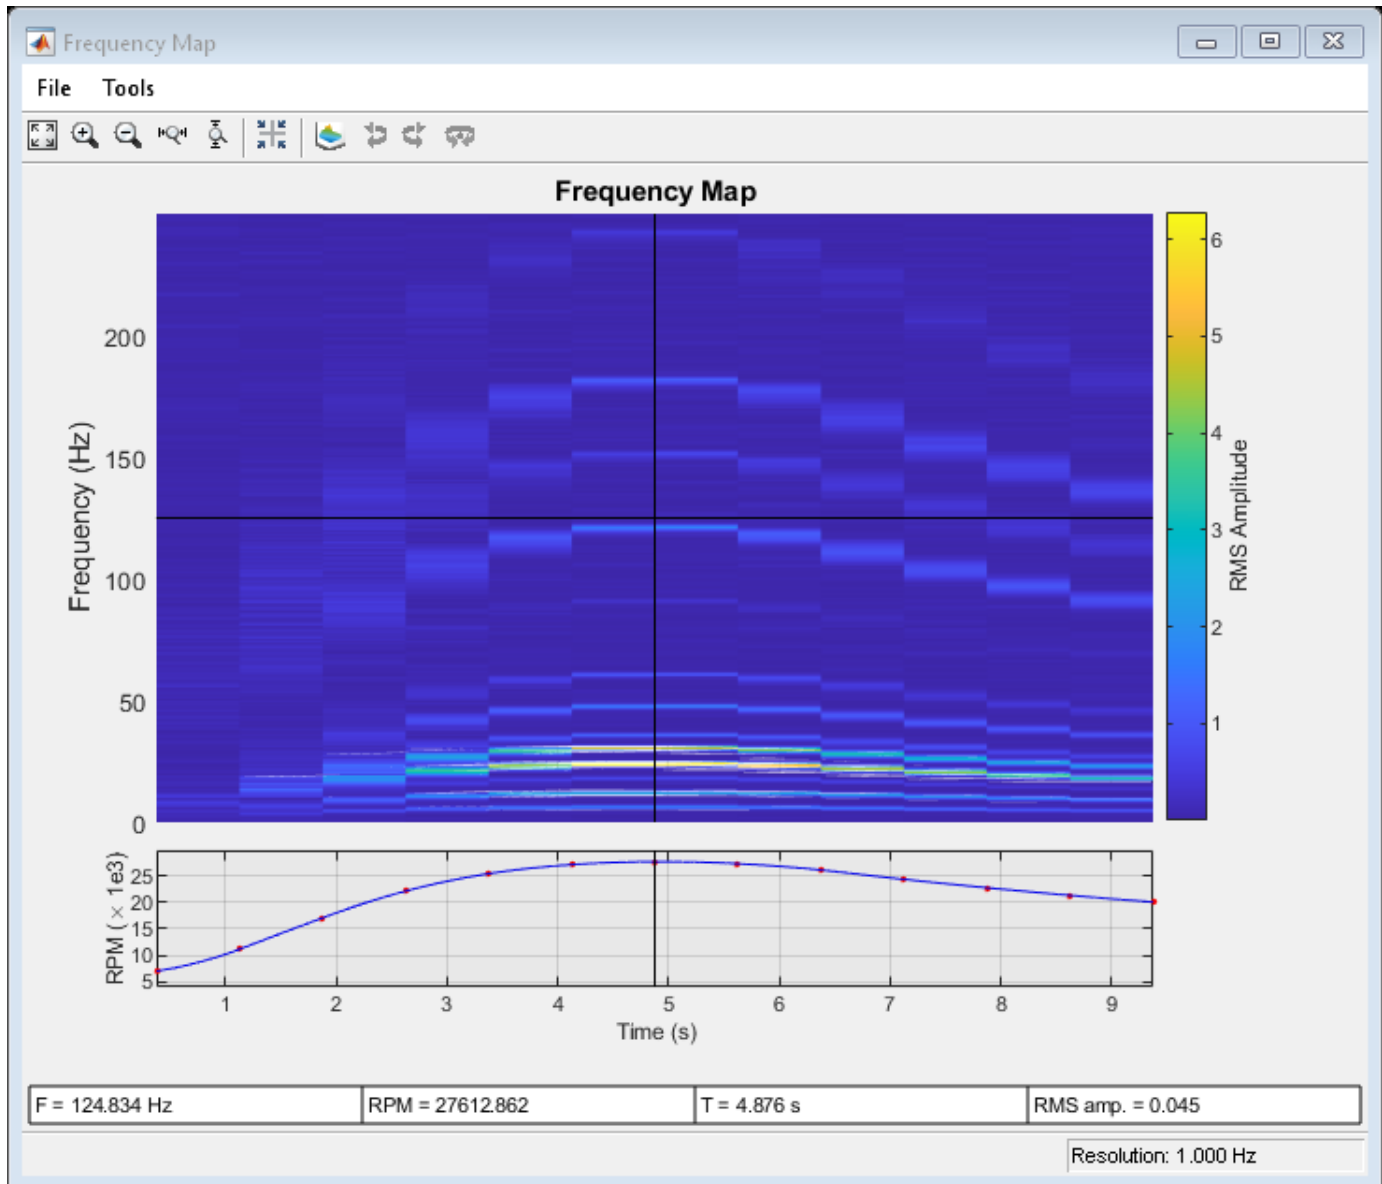 Frequency Map
File Tools
Frequency Map
Frequency (Hz)
200
150
100
50
0
6
5
4
3
2
1
RMS Amplitude
RPM ( × 1e3)
25
20
15
10
5
1 2 3 4 5 6 7 8 9
Time (s)
F = 124.834 Hz RPM = 27612.862 T = 4.876 s RMS amp. = 0.045
Resolution: 1.000 Hz